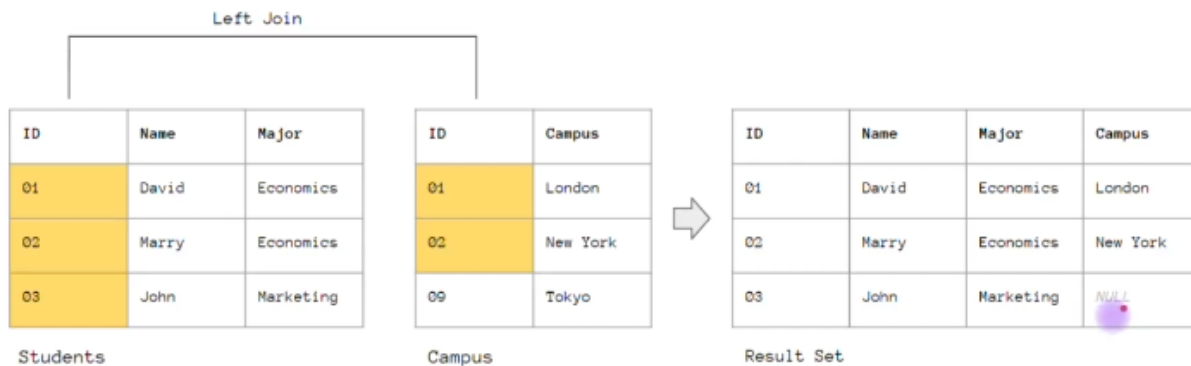 Left Join
ID Name Major ID Campus ID Name Major Campus
01 David Economics 01 London 01 David Economics London
02 Marry Economics 02 New York 02 Marry Economics New York
03 John Marketing 09 Tokyo 03 John Marketing NULL
Students Campus Result Set